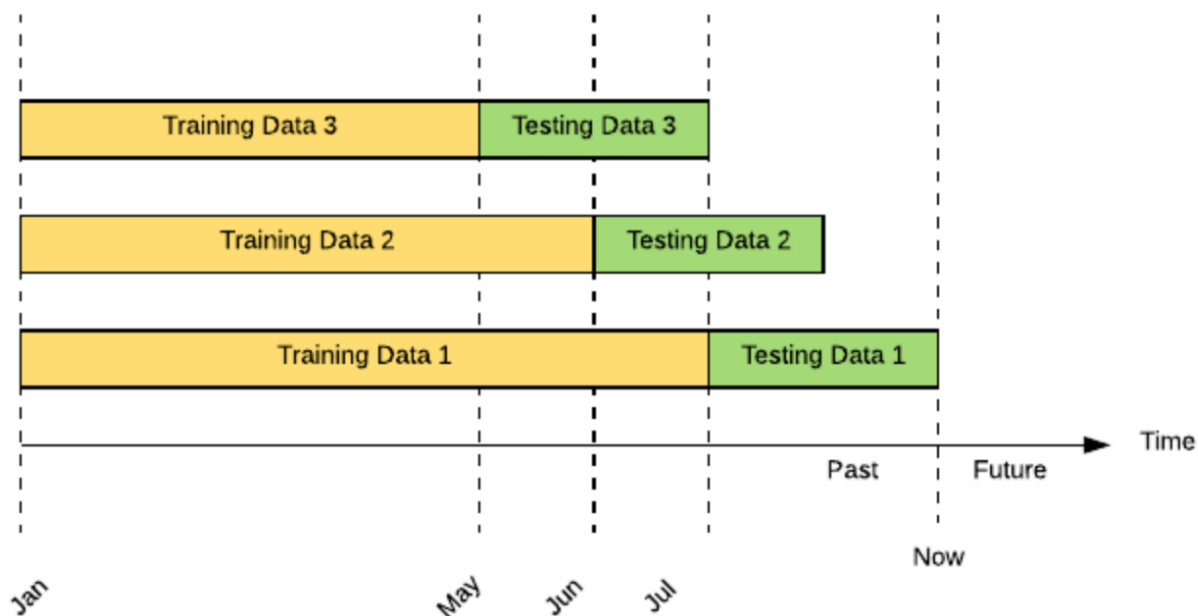 Training Data 3
Testing Data 3
Training Data 2
Testing Data 2
Training Data 1
Testing Data 1
Time
Past
Future
Now
Jan
May
Jun
Jul